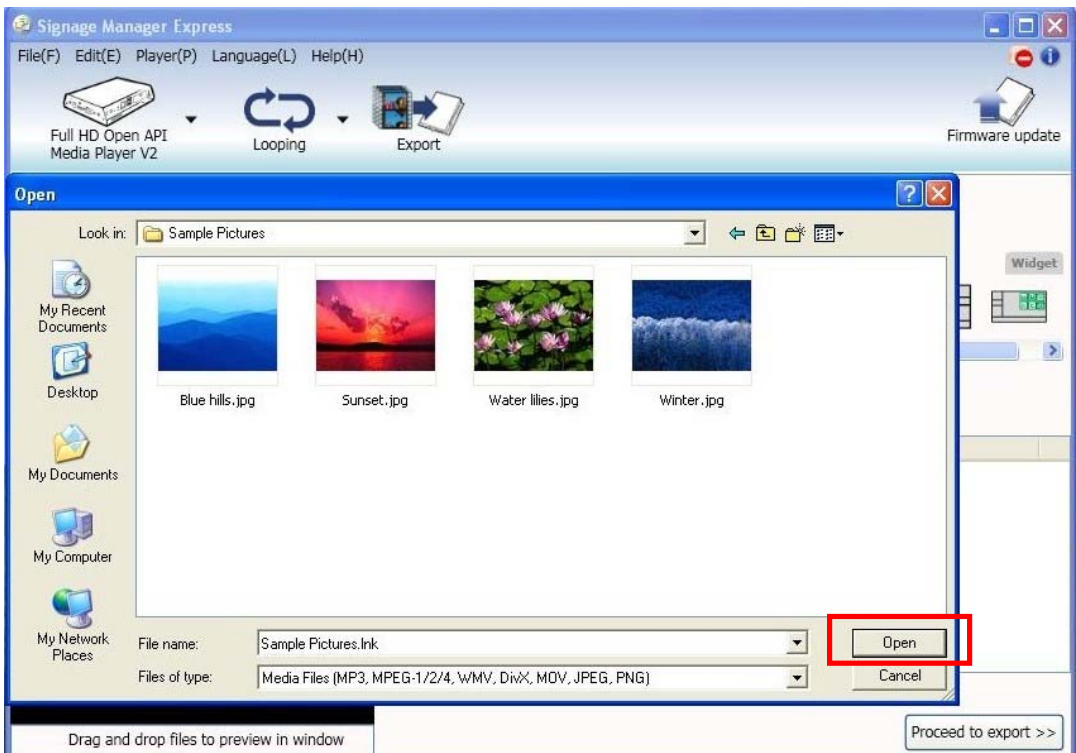 Signage Manager Express
File(F) Edit(E) Player(P) Language(L) Help(H)
Full HD Open API
Media Player V2
Looping
Export
Firmware update
Open
Look in: Sample Pictures
Widget
My Recent
Documents
Desktop
My Documents
My Computer
My Network
Places
Blue hills.jpg
Sunset.jpg
Water lilies.jpg
Winter.jpg
File name: Sample Pictures.lnk
Open
Files of type: Media Files (MP3, MPEG-1/2/4, WMV, DivX, MOV, JPEG, PNG)
Cancel
Drag and drop files to preview in window
Proceed to export >>